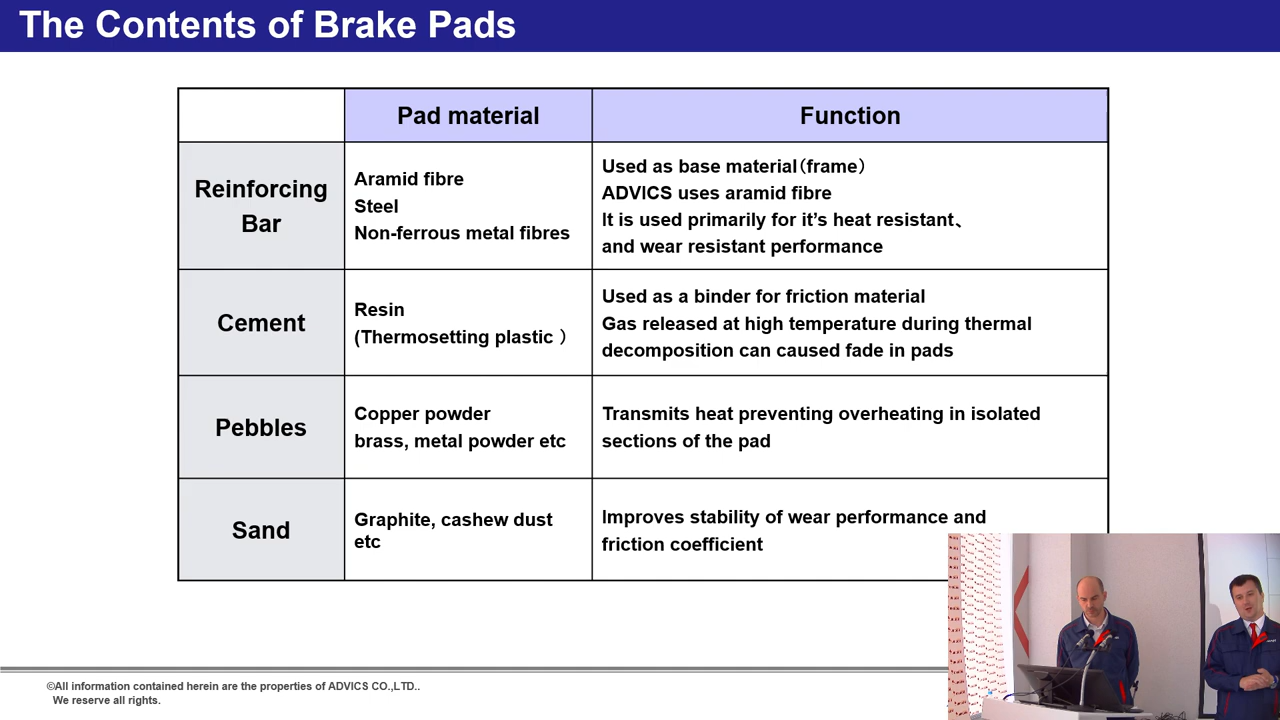 The Contents of Brake Pads
Pad material
Function
Reinforcing
Bar
Aramid fibre
Steel
Non-ferrous metal fibres
Used as base material（frame）
ADVICS uses aramid fibre
It is used primarily for it’s heat resistant、
and wear resistant performance
Cement
Resin
(Thermosetting plastic ）
Used as a binder for friction material
Gas released at high temperature during thermal
decomposition can caused fade in pads
Pebbles
Copper powder
brass, metal powder etc
Transmits heat preventing overheating in isolated
sections of the pad
Sand
Graphite, cashew dust
etc
Improves stability of wear performance and
friction coefficient
©All information contained herein are the properties of ADVICS CO.,LTD..
We reserve all rights.